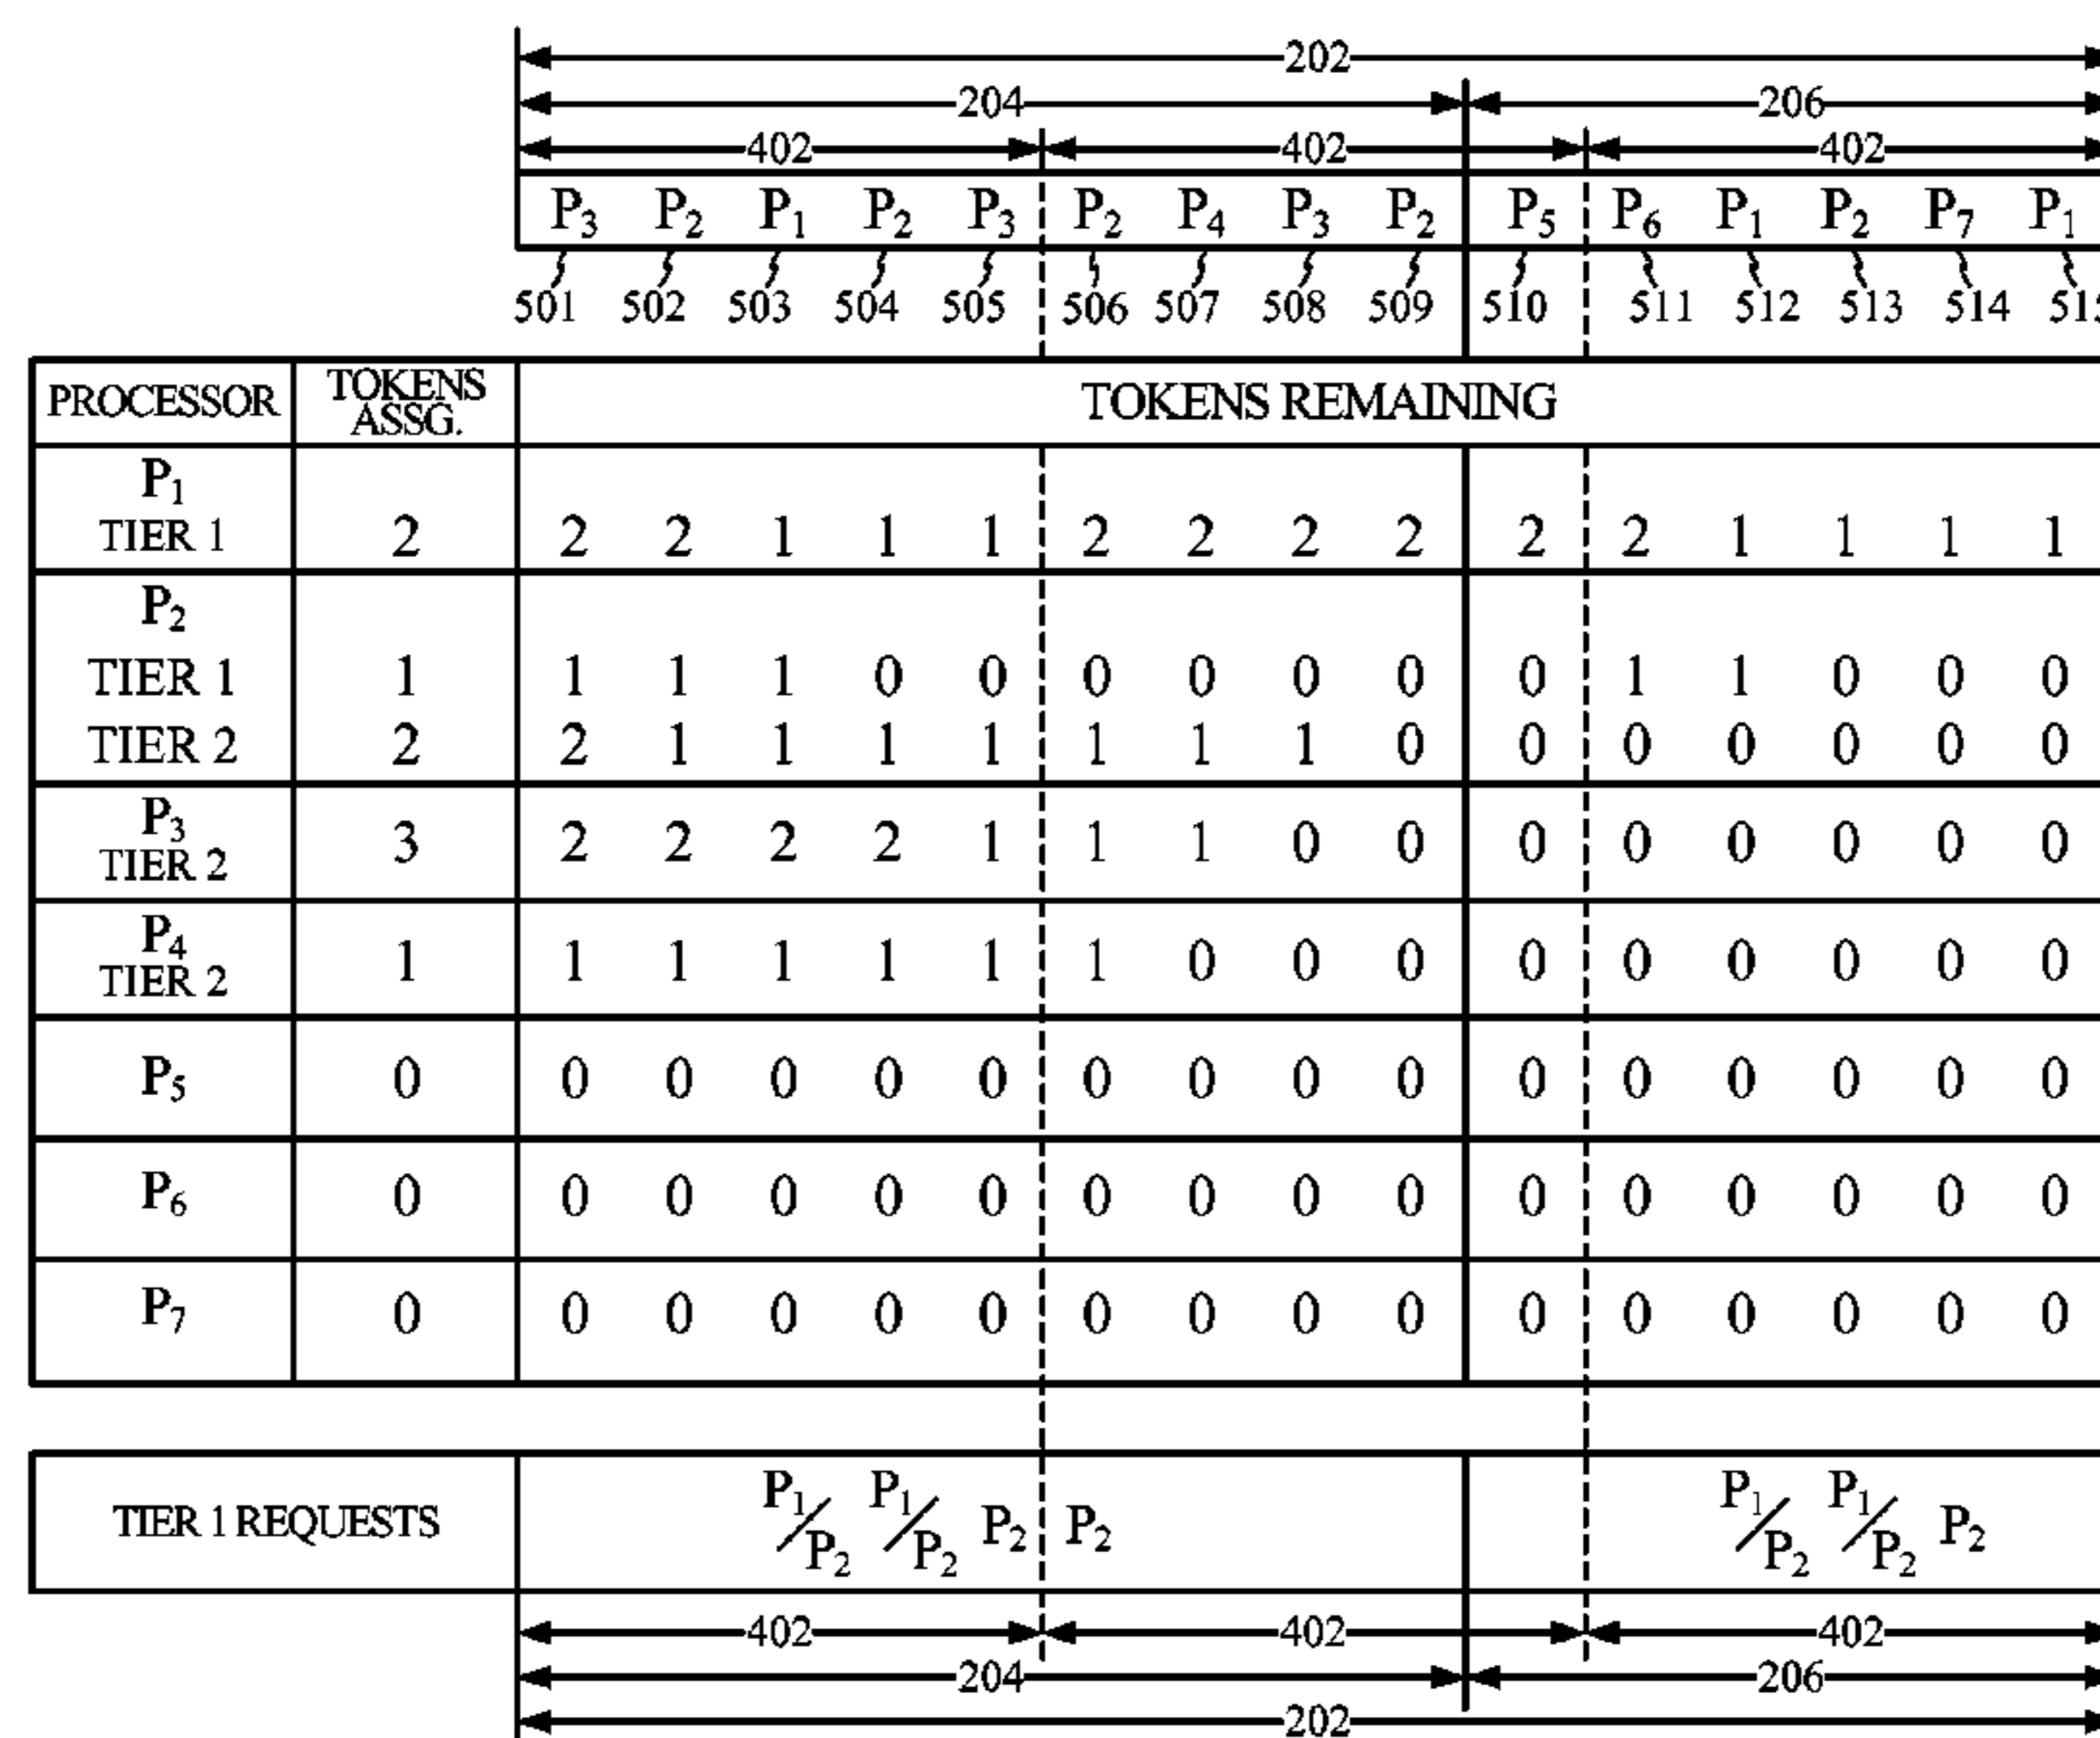 202
204 206
402 402 402
P3 P2 P1 P2 P3 P2 P4 P3 P2 P5 P6 P1 P2 P7 P1
501 502 503 504 505 506 507 508 509 510 511 512 513 514 515
PROCESSOR TOKENS ASSG. TOKENS REMAINING
P1
TIER 1 2 2 2 1 1 1 2 2 2 2 2 2 1 1 1 1
P2
TIER 1 1 1 1 1 0 0 0 0 0 0 0 1 1 0 0 0
TIER 2 2 2 1 1 1 1 1 1 1 0 0 0 0 0 0 0
P3
TIER 2 3 2 2 2 2 1 1 1 0 0 0 0 0 0 0 0
P4
TIER 2 1 1 1 1 1 1 1 0 0 0 0 0 0 0 0 0
P5 0 0 0 0 0 0 0 0 0 0 0 0 0 0 0 0
P6 0 0 0 0 0 0 0 0 0 0 0 0 0 0 0 0
P7 0 0 0 0 0 0 0 0 0 0 0 0 0 0 0 0
TIER 1 REQUESTS P1/P2 P1/P2 P2 P2 P1/P2 P1/P2 P2
402 402 402
204 206
202